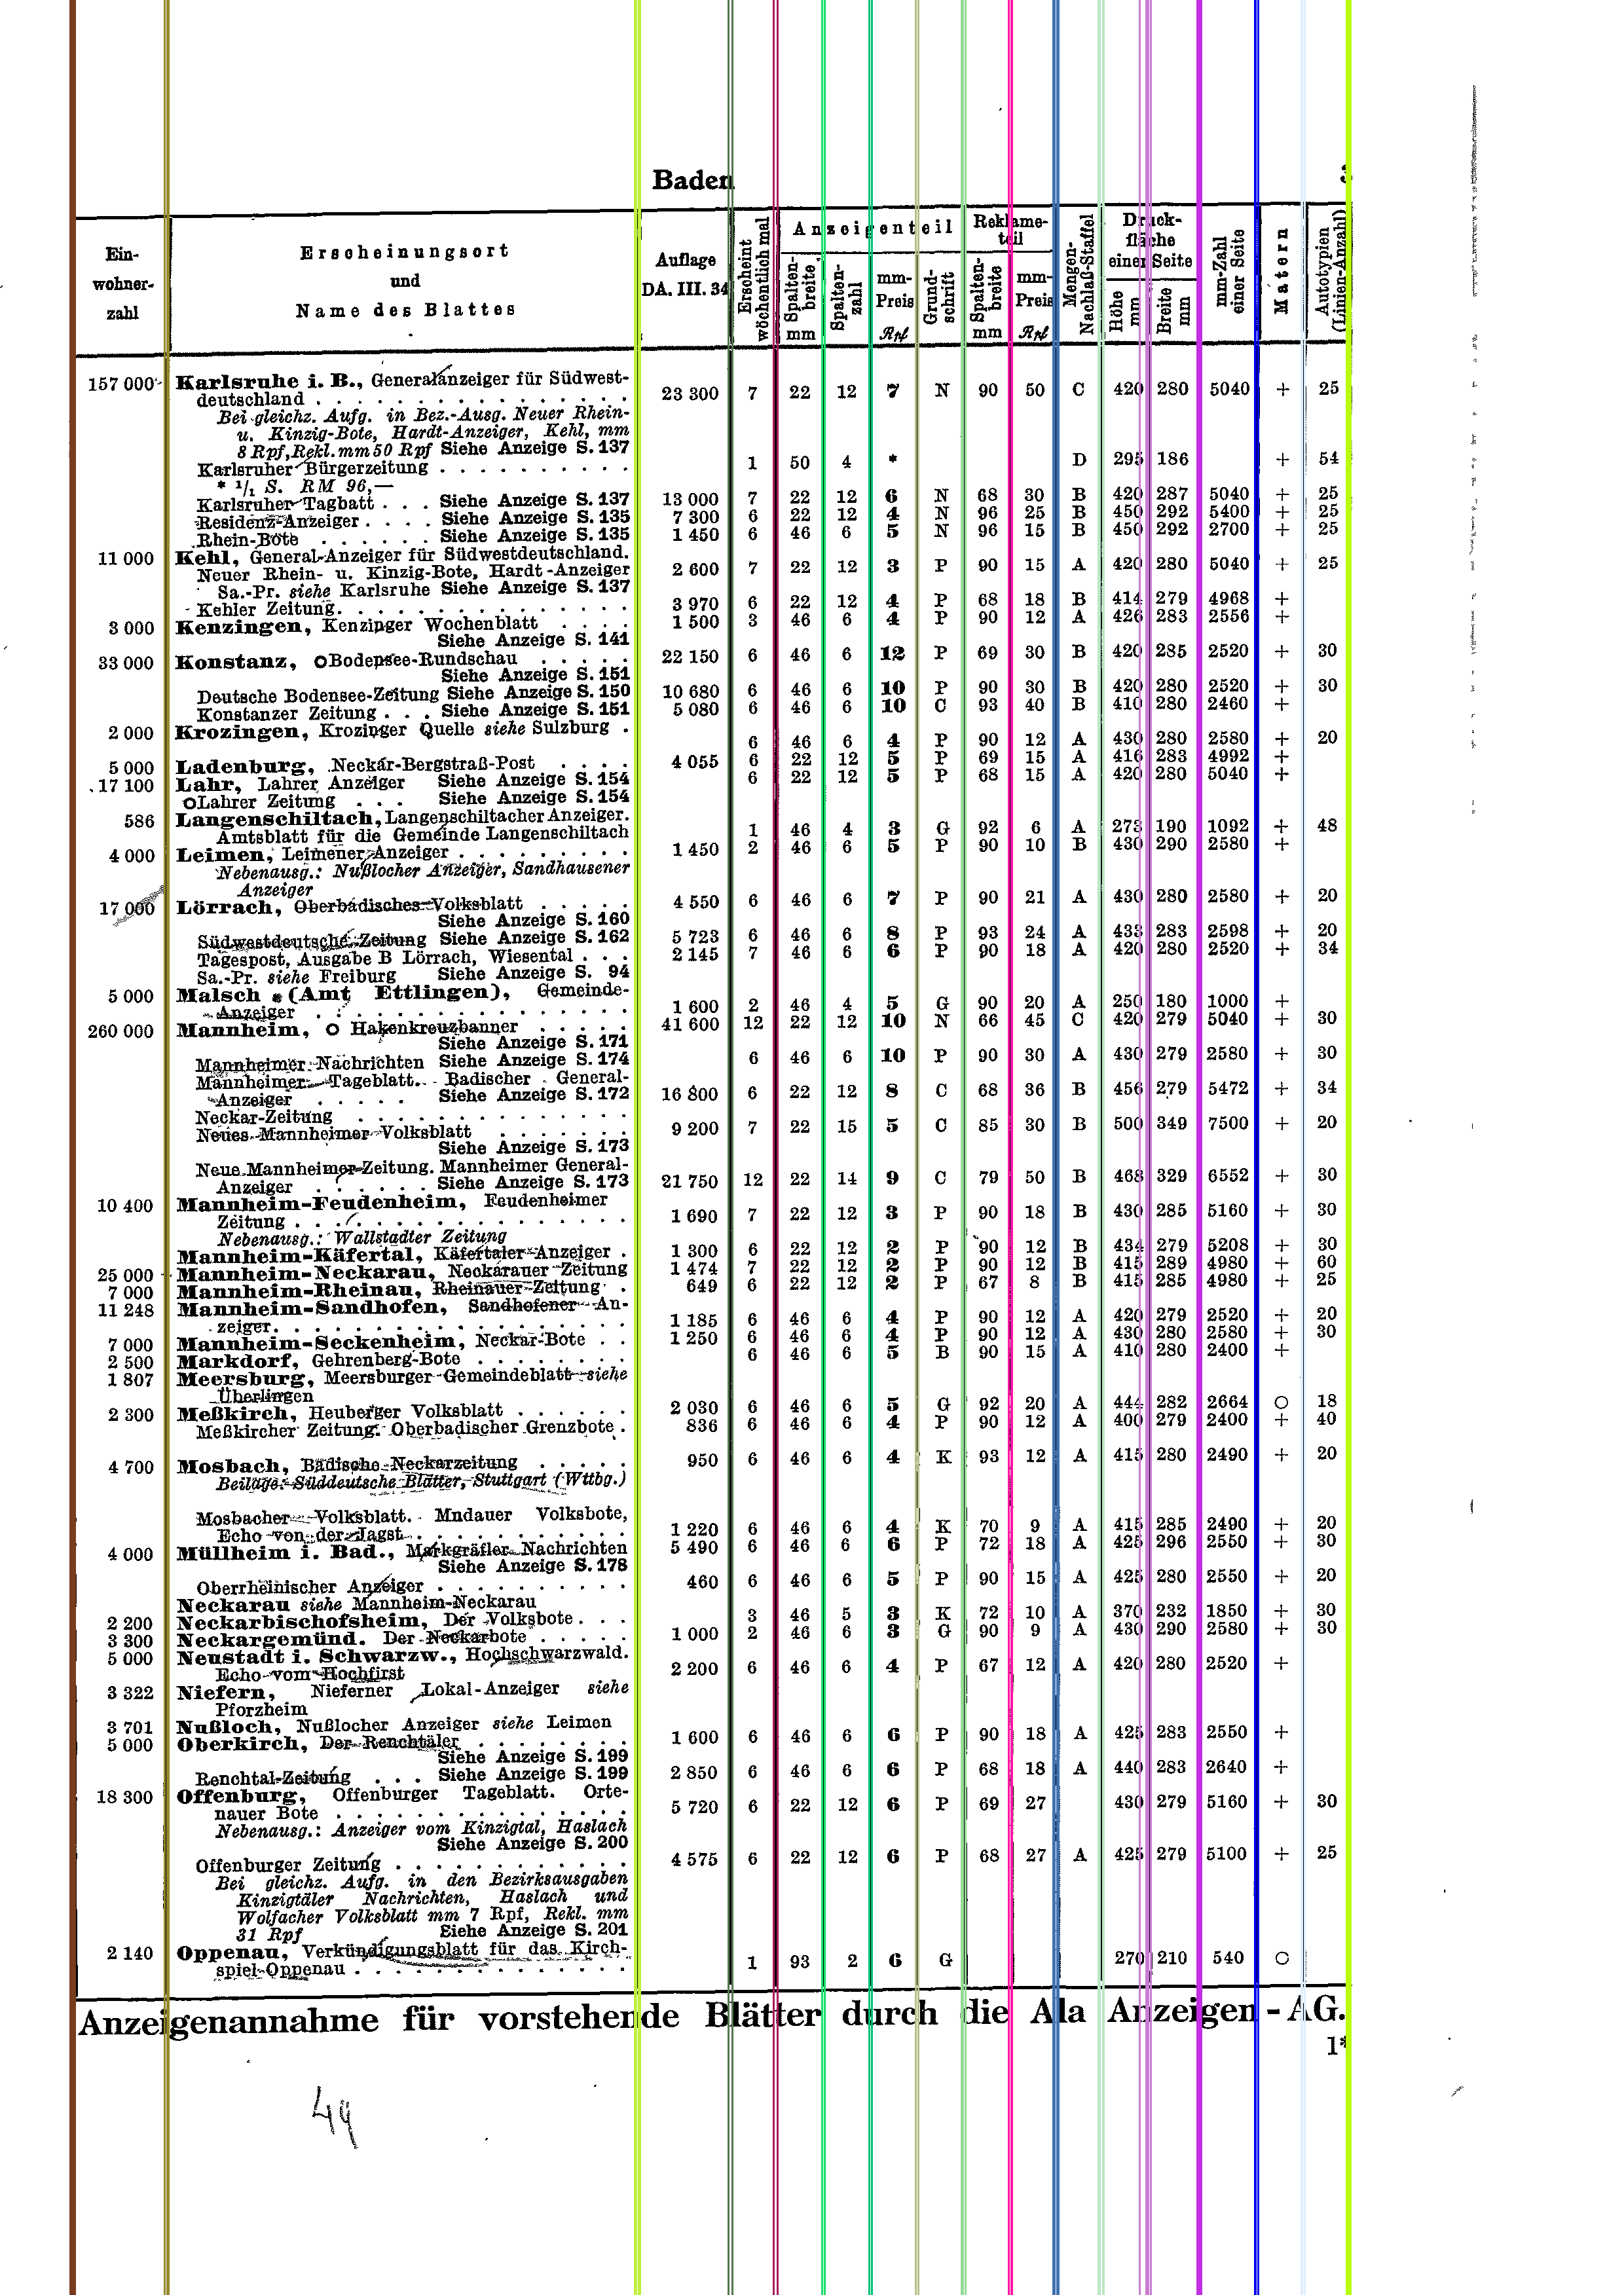 Baden
Ein-
wohner-
zahl
Erscheinungsort
und
Name des Blattes
Auflage
DA. III. 34
Erscheint
wöchentlich mal
Anzeigenteil
Spalten-
breite
mm
Spalten-
zahl
mm-
Preis
Rpf
Grund-
schrift
Reklame-
teil
Spalten-
breite
mm
mm-
Preis
Rpf
Mengen-
Nachlaß-Staffel
Druck-
fläche
einer Seite
Höhe
mm
Breite
mm
mm-Zahl
einer Seite
Matern
Autotypien
(Linien-Anzahl)
157 000 Karlsruhe i. B., Generalanzeiger für Südwest-
deutschland 23 300 7 22 12 7 N 90 50 C 420 280 5040 + 25
Bei gleichz. Aufg. in Bez.-Ausg. Neuer Rhein-
u. Kinzig-Bote, Hardt-Anzeiger, Kehl, mm
8 Rpf, Rekl. mm 50 Rpf Siehe Anzeige S. 137
Karlsruher Bürgerzeitung 1 50 4 * D 295 186 + 54
* 1/1 S. RM 96,—
Karlsruher Tagbatt . . . Siehe Anzeige S. 137 13 000 7 22 12 6 N 68 30 B 420 287 5040 + 25
Residenz-Anzeiger . . . . Siehe Anzeige S. 135 7 300 6 22 12 4 N 96 25 B 450 292 5400 + 25
Rhein-Bote . . . . . . Siehe Anzeige S. 135 1 450 6 46 6 5 N 96 15 B 450 292 2700 + 25
11 000 Kehl, General-Anzeiger für Südwestdeutschland.
Neuer Rhein- u. Kinzig-Bote, Hardt-Anzeiger 2 600 7 22 12 3 P 90 15 A 420 280 5040 + 25
Sa.-Pr. siehe Karlsruhe Siehe Anzeige S. 137
Kehler Zeitung 3 970 6 22 12 4 P 68 18 B 414 279 4968 +
3 000 Kenzingen, Kenzinger Wochenblatt . . . . 1 500 3 46 6 4 P 90 12 A 426 283 2556 +
Siehe Anzeige S. 141
33 000 Konstanz, O Bodensee-Rundschau . . . . . 22 150 6 46 6 12 P 69 30 B 420 285 2520 + 30
Siehe Anzeige S. 151
Deutsche Bodensee-Zeitung Siehe Anzeige S. 150 10 680 6 46 6 10 P 90 30 B 420 280 2520 + 30
Konstanzer Zeitung . . . Siehe Anzeige S. 151 5 080 6 46 6 10 C 93 40 B 410 280 2460 +
2 000 Krozingen, Krozinger Quelle siehe Sulzburg .
6 46 6 4 P 90 12 A 430 280 2580 + 20
5 000 Ladenburg, Neckar-Bergstraß-Post . . . . 4 055 6 22 12 5 P 69 15 A 416 283 4992 +
17 100 Lahr, Lahrer Anzeiger Siehe Anzeige S. 154 6 22 12 5 P 68 15 A 420 280 5040 +
O Lahrer Zeitung . . . Siehe Anzeige S. 154
586 Langenschiltach, Langenschiltacher Anzeiger.
Amtsblatt für die Gemeinde Langenschiltach 1 46 4 3 G 92 6 A 273 190 1092 + 48
4 000 Leimen, Leimener Anzeiger . . . . . . . . . 1 450 2 46 6 5 P 90 10 B 430 290 2580 +
Nebenausg.: Nußlocher Anzeiger, Sandhausener
Anzeiger
17 000 Lörrach, Oberbadisches Volksblatt . . . . . 4 550 6 46 6 7 P 90 21 A 430 280 2580 + 20
Siehe Anzeige S. 160
Südwestdeutsche Zeitung Siehe Anzeige S. 162 5 723 6 46 6 8 P 93 24 A 433 283 2598 + 20
Tagespost, Ausgabe B Lörrach, Wiesental . . . 2 145 7 46 6 6 P 90 18 A 420 280 2520 + 34
Sa.-Pr. siehe Freiburg Siehe Anzeige S. 94
5 000 Malsch (Amt Ettlingen), Gemeinde-
Anzeiger 1 600 2 46 4 5 G 90 20 A 250 180 1000 +
260 000 Mannheim, O Hakenkreuzbanner . . . . . 41 600 12 22 12 10 N 66 45 C 420 279 5040 + 30
Siehe Anzeige S. 171
Mannheimer Nachrichten Siehe Anzeige S. 174 6 46 6 10 P 90 30 A 430 279 2580 + 30
Mannheimer Tageblatt. Badischer General-
Anzeiger . . . . . Siehe Anzeige S. 172 16 800 6 22 12 8 C 68 36 B 456 279 5472 + 34
Neckar-Zeitung
Neues Mannheimer Volksblatt . . . . . . 9 200 7 22 15 5 C 85 30 B 500 349 7500 + 20
Siehe Anzeige S. 173
Neue Mannheimer Zeitung. Mannheimer General-
Anzeiger . . . . . . Siehe Anzeige S. 173 21 750 12 22 14 9 C 79 50 B 468 329 6552 + 30
10 400 Mannheim-Feudenheim, Feudenheimer
Zeitung 1 690 7 22 12 3 P 90 18 B 430 285 5160 + 30
Nebenausg.: Wallstadter Zeitung
Mannheim-Käfertal, Käfertaler Anzeiger . 1 300 6 22 12 2 P 90 12 B 434 279 5208 + 30
25 000 Mannheim-Neckarau, Neckarauer Zeitung 1 474 7 22 12 2 P 90 12 B 415 289 4980 + 60
7 000 Mannheim-Rheinau, Rheinauer Zeitung . 649 6 22 12 2 P 67 8 B 415 285 4980 + 25
11 248 Mannheim-Sandhofen, Sandhofener An-
zeiger 1 185 6 46 6 4 P 90 12 A 420 279 2520 + 20
7 000 Mannheim-Seckenheim, Neckar-Bote . . 1 250 6 46 6 4 P 90 12 A 430 280 2580 + 30
2 500 Markdorf, Gehrenberg-Bote 6 46 6 5 B 90 15 A 410 280 2400 +
1 807 Meersburg, Meersburger Gemeindeblatt siehe
Überlingen
2 300 Meßkirch, Heuberger Volksblatt . . . . . . 2 030 6 46 6 5 G 92 20 A 444 282 2664 O 18
Meßkircher Zeitung. Oberbadischer Grenzbote . 836 6 46 6 4 P 90 12 A 400 279 2400 + 40
4 700 Mosbach, Badische Neckarzeitung . . . . . 950 6 46 6 4 K 93 12 A 415 280 2490 + 20
Beilage: Süddeutsche Blätter, Stuttgart (Wttbg.)
Mosbacher Volksblatt. Mndauer Volksbote,
Echo von der Jagst 1 220 6 46 6 4 K 70 9 A 415 285 2490 + 20
4 000 Müllheim i. Bad., Markgräfler Nachrichten 5 490 6 46 6 6 P 72 18 A 425 296 2550 + 30
Siehe Anzeige S. 178
Oberrheinischer Anzeiger 460 6 46 6 5 P 90 15 A 425 280 2550 + 20
Neckarau siehe Mannheim-Neckarau
2 200 Neckarbischofsheim, Der Volksbote . . . 3 46 5 3 K 72 10 A 370 232 1850 + 30
3 300 Neckargemünd. Der Neckarbote . . . . . 1 000 2 46 6 3 G 90 9 A 430 290 2580 + 30
5 000 Neustadt i. Schwarzw., Hochschwarzwald.
Echo vom Hochfirst 2 200 6 46 6 4 P 67 12 A 420 280 2520 +
3 322 Niefern, Nieferner Lokal-Anzeiger siehe
Pforzheim
3 701 Nußloch, Nußlocher Anzeiger siehe Leimen
5 000 Oberkirch, Der Renchtäler 1 600 6 46 6 6 P 90 18 A 425 283 2550 +
Siehe Anzeige S. 199
Renchtal-Zeitung . . . Siehe Anzeige S. 199 2 850 6 46 6 6 P 68 18 A 440 283 2640 +
18 300 Offenburg, Offenburger Tageblatt. Orte-
nauer Bote 5 720 6 22 12 6 P 69 27 430 279 5160 + 30
Nebenausg.: Anzeiger vom Kinzigtal, Haslach
Siehe Anzeige S. 200
Offenburger Zeitung 4 575 6 22 12 6 P 68 27 A 425 279 5100 + 25
Bei gleichz. Aufg. in den Bezirksausgaben
Kinzigtäler Nachrichten, Haslach und
Wolfacher Volksblatt mm 7 Rpf, Rekl. mm
31 Rpf Siehe Anzeige S. 201
2 140 Oppenau, Verkündigungsblatt für das Kirch-
spiel Oppenau 1 93 2 6 G 270 210 540 O
Anzeigenannahme für vorstehende Blätter durch die Ala Anzeigen-AG.
1*